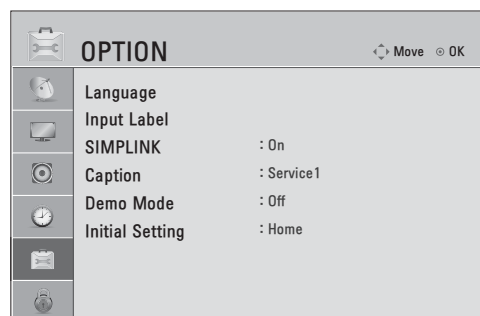 OPTION
Move OK
Language
Input Label
SIMPLINK : On
Caption : Service1
Demo Mode : Off
Initial Setting : Home